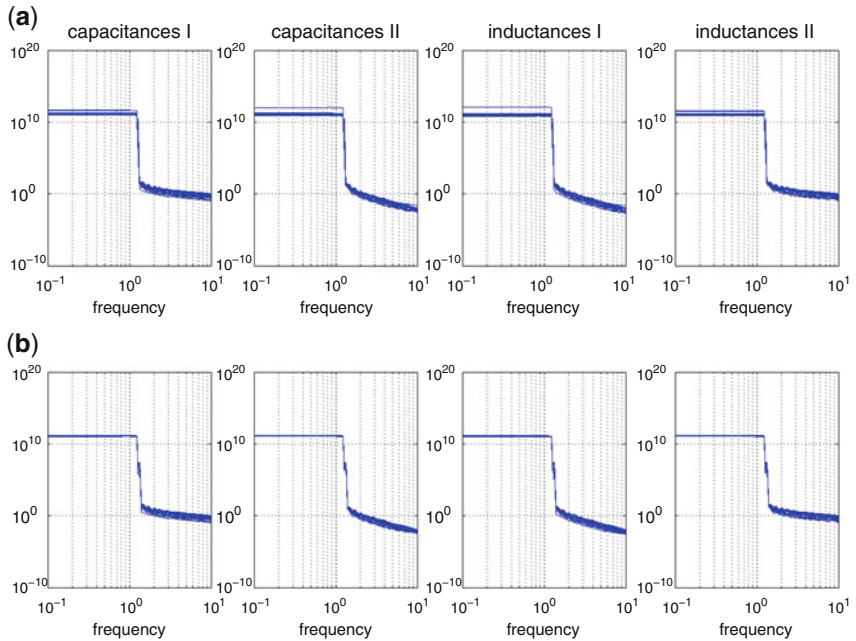 (a)
capacitances I capacitances II inductances I inductances II
10^20 10^20 10^20 10^20
10^10 10^10 10^10 10^10
10^0 10^0 10^0 10^0
10^−10 10^−10 10^−10 10^−10
10^−1 10^0 10^1 10^−1 10^0 10^1 10^−1 10^0 10^1 10^−1 10^0 10^1
frequency frequency frequency frequency
(b)
10^20 10^20 10^20 10^20
10^10 10^10 10^10 10^10
10^0 10^0 10^0 10^0
10^−10 10^−10 10^−10 10^−10
10^−1 10^0 10^1 10^−1 10^0 10^1 10^−1 10^0 10^1 10^−1 10^0 10^1
frequency frequency frequency frequency